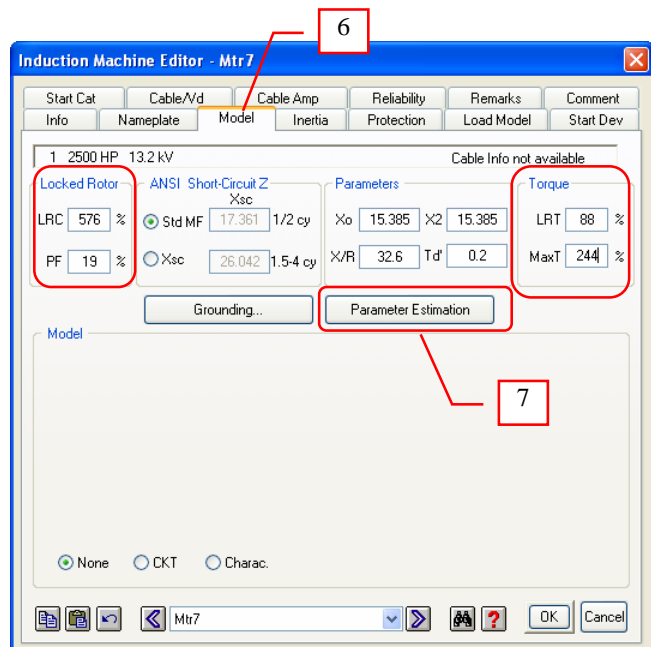 6
Induction Machine Editor - Mtr7
Start Cat Cable/Vd Cable Amp Reliability Remarks Comment
Info Nameplate Model Inertia Protection Load Model Start Dev
1 2500 HP 13.2 kV Cable Info not available
Locked Rotor ANSI Short-Circuit Z Parameters Torque
Xsc
LRC 576 % Std MF 17.361 1/2 cy Xo 15.385 X2 15.385 LRT 88 %
PF 19 % Xsc 26.042 1.5-4 cy X/R 32.6 Td' 0.2 MaxT 244 %
Grounding... Parameter Estimation
Model
7
None CKT Charac.
Mtr7 ? OK Cancel